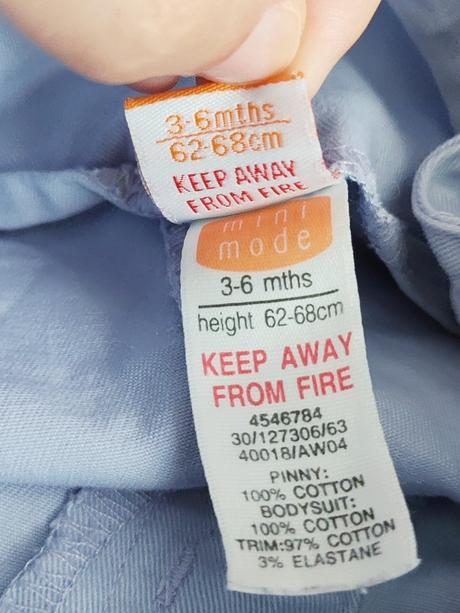 3-6mths
62-68cm
KEEP AWAY
FROM FIRE
mini
mode
3-6 mths
height 62-68cm
KEEP AWAY
FROM FIRE
4546784
30/127306/63
40018/AW04
PINNY:
100% COTTON
BODYSUIT:
100% COTTON
TRIM:97% COTTON
3% ELASTANE